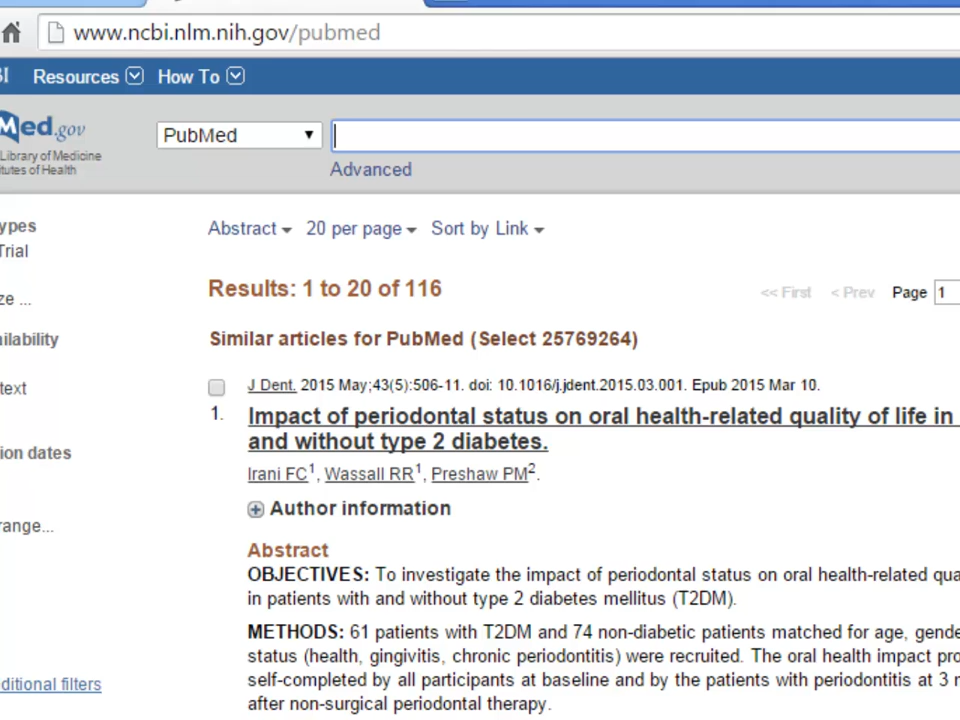 www.ncbi.nlm.nih.gov/pubmed
BI Resources How To
Med.gov
Library of Medicine
tutes of Health
PubMed
Advanced
ypes
Trial
ze ...
ilability
text
ion dates
range...
ditional filters
Abstract 20 per page Sort by Link
Results: 1 to 20 of 116
<< First < Prev Page 1
Similar articles for PubMed (Select 25769264)
J Dent. 2015 May;43(5):506-11. doi: 10.1016/j.jdent.2015.03.001. Epub 2015 Mar 10.
1. Impact of periodontal status on oral health-related quality of life in
and without type 2 diabetes.
Irani FC1, Wassall RR1, Preshaw PM2.
Author information
Abstract
OBJECTIVES: To investigate the impact of periodontal status on oral health-related qua
in patients with and without type 2 diabetes mellitus (T2DM).
METHODS: 61 patients with T2DM and 74 non-diabetic patients matched for age, gende
status (health, gingivitis, chronic periodontitis) were recruited. The oral health impact pro
self-completed by all participants at baseline and by the patients with periodontitis at 3
after non-surgical periodontal therapy.